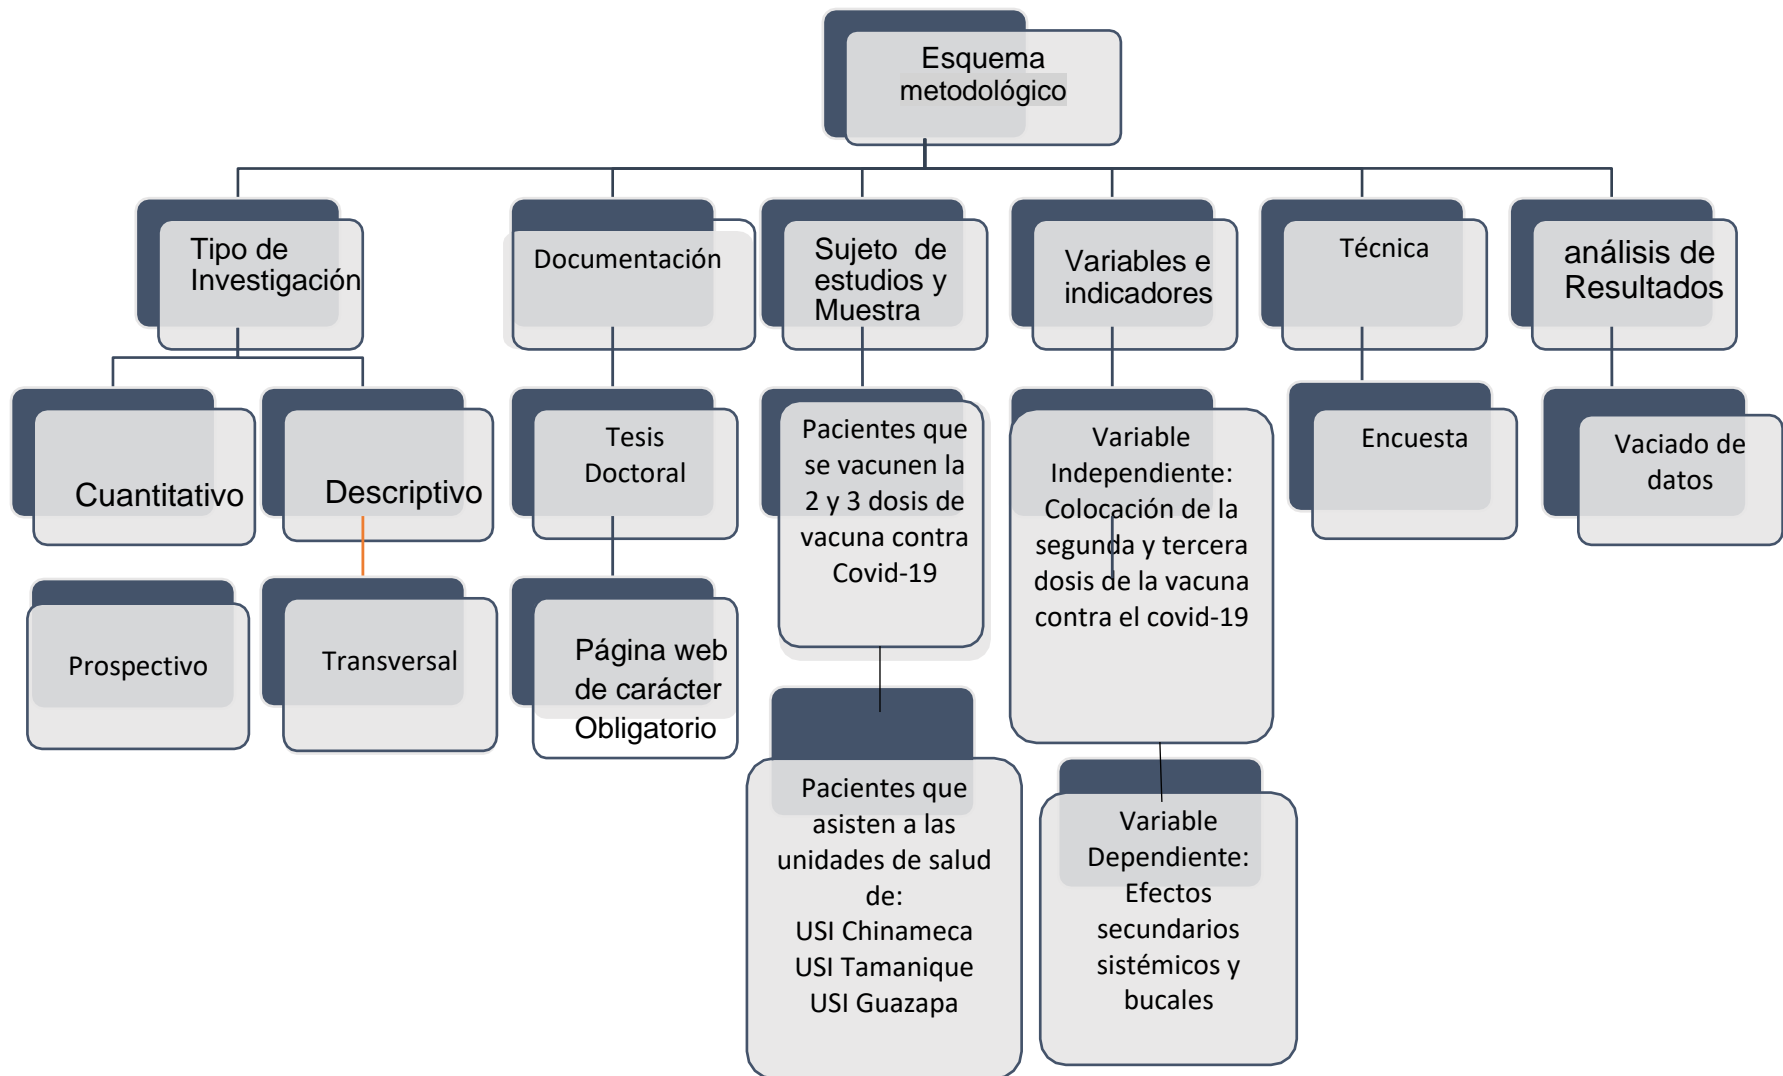 Esquema
metodológico
Tipo de
Investigación
Documentación
Sujeto de
estudios y
Muestra
Variables e
indicadores
Técnica
análisis de
Resultados
Cuantitativo
Descriptivo
Tesis
Doctoral
Pacientes que
se vacunen la
2 y 3 dosis de
vacuna contra
Covid-19
Variable
Independiente:
Colocación de la
segunda y tercera
dosis de la vacuna
contra el covid-19
Encuesta
Vaciado de
datos
Prospectivo
Transversal
Página web
de carácter
Obligatorio
Pacientes que
asisten a las
unidades de salud
de:
USI Chinameca
USI Tamanique
USI Guazapa
Variable
Dependiente:
Efectos
secundarios
sistémicos y
bucales